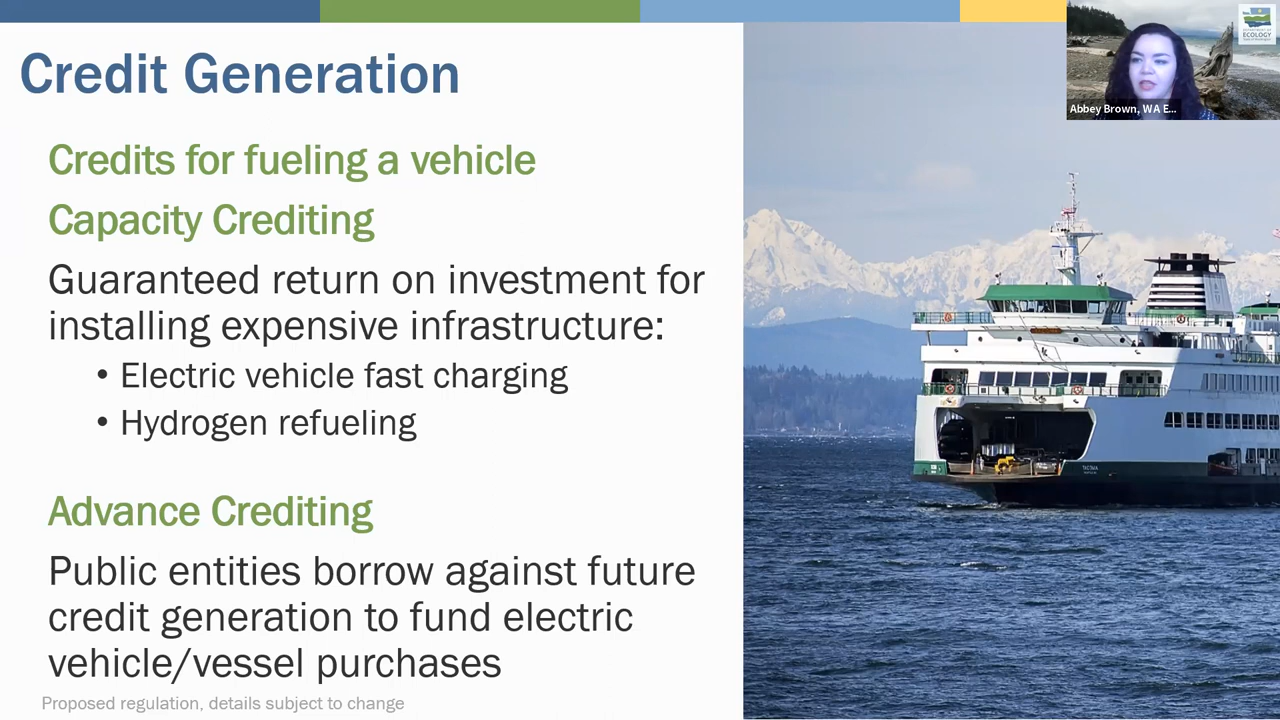 Credit Generation
Credits for fueling a vehicle
Capacity Crediting
Guaranteed return on investment for
installing expensive infrastructure:
• Electric vehicle fast charging
• Hydrogen refueling
Advance Crediting
Public entities borrow against future
credit generation to fund electric
vehicle/vessel purchases
Proposed regulation, details subject to change
ECOLOGY
Abbey Brown, WA E...
TACOMA